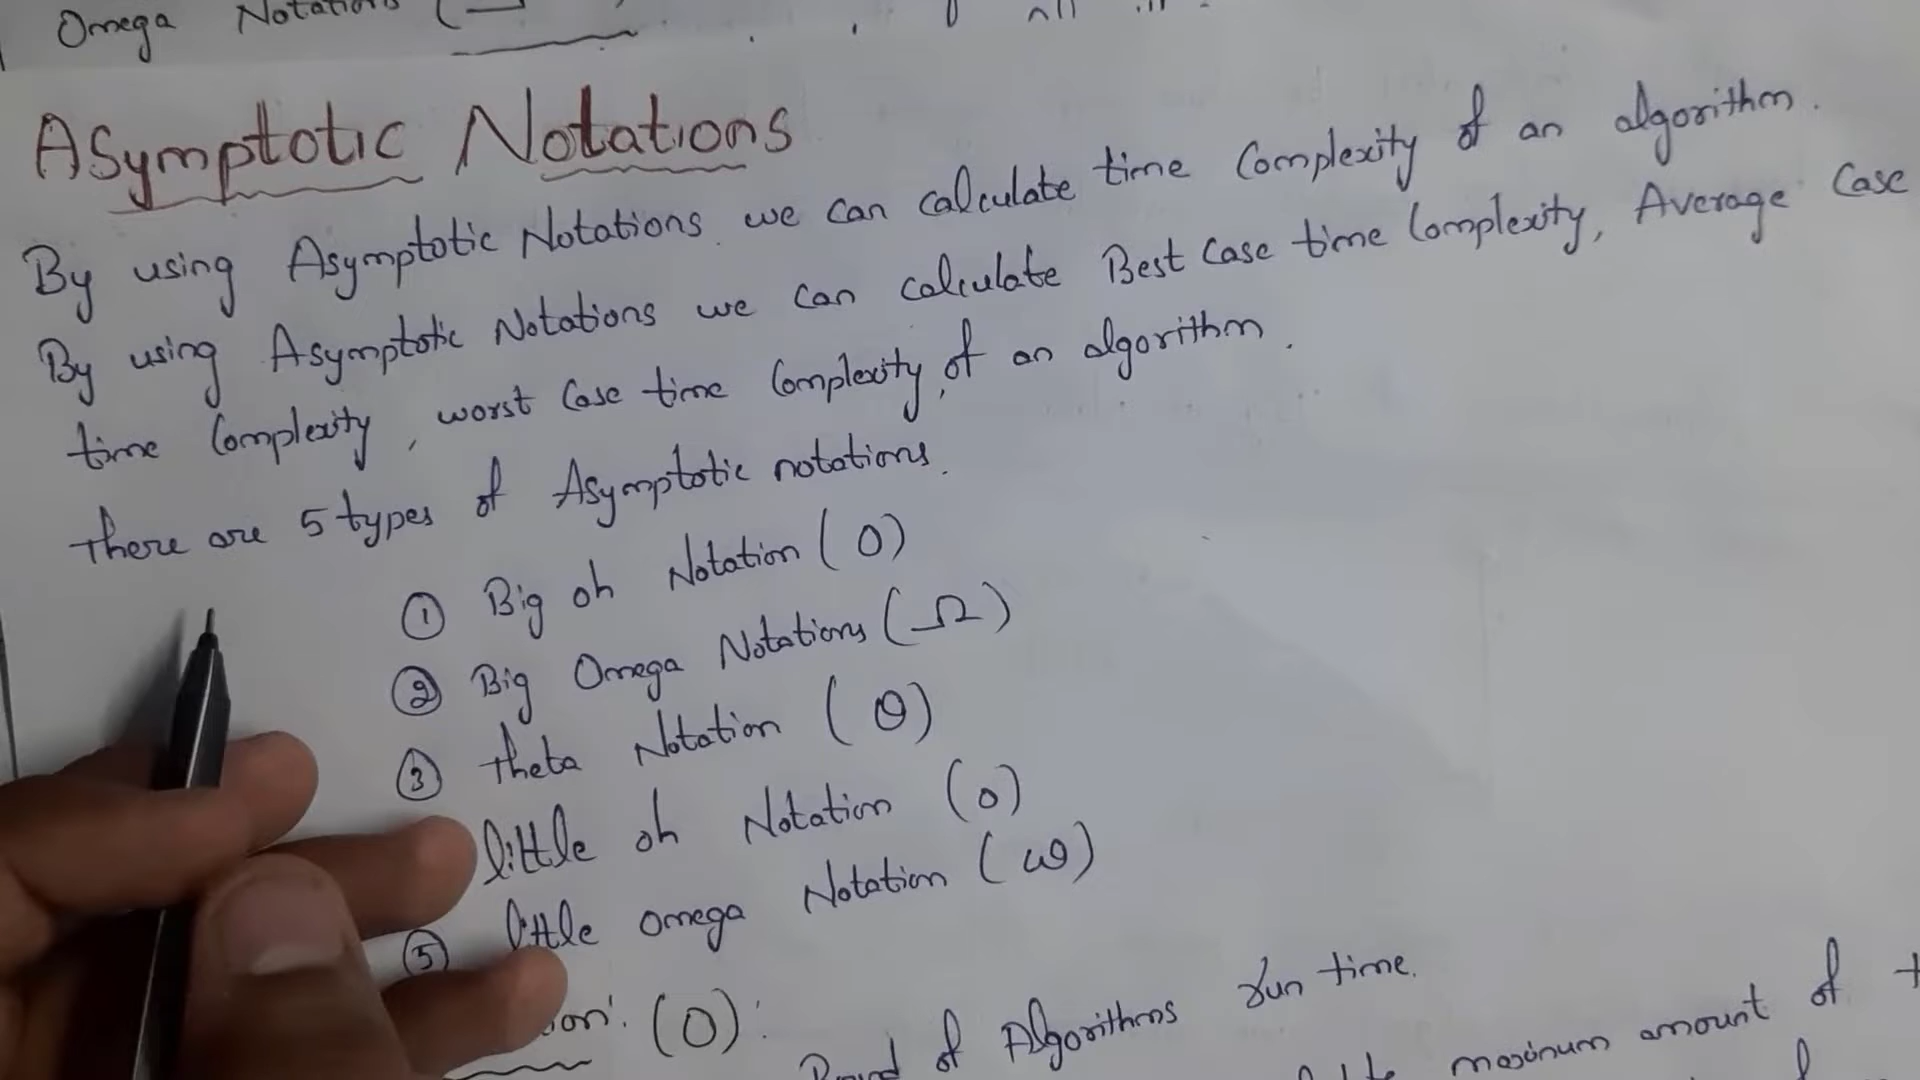 Omega Notations (
Asymptotic Notations
By using Asymptotic Notations we can calculate time Complexity of an algorithm.
By using Asymptotic Notations we can calculate Best Case time Complexity, Average Case
time Complexity, worst Case time Complexity, of an algorithm.
There are 5 types of Asymptotic notations.
① Big oh Notation (O)
② Big Omega Notations (Ω)
③ theta Notation (θ)
little oh Notation (o)
⑤ little omega Notation (ω)
(O):
of Algorithms run time.
maximum amount of